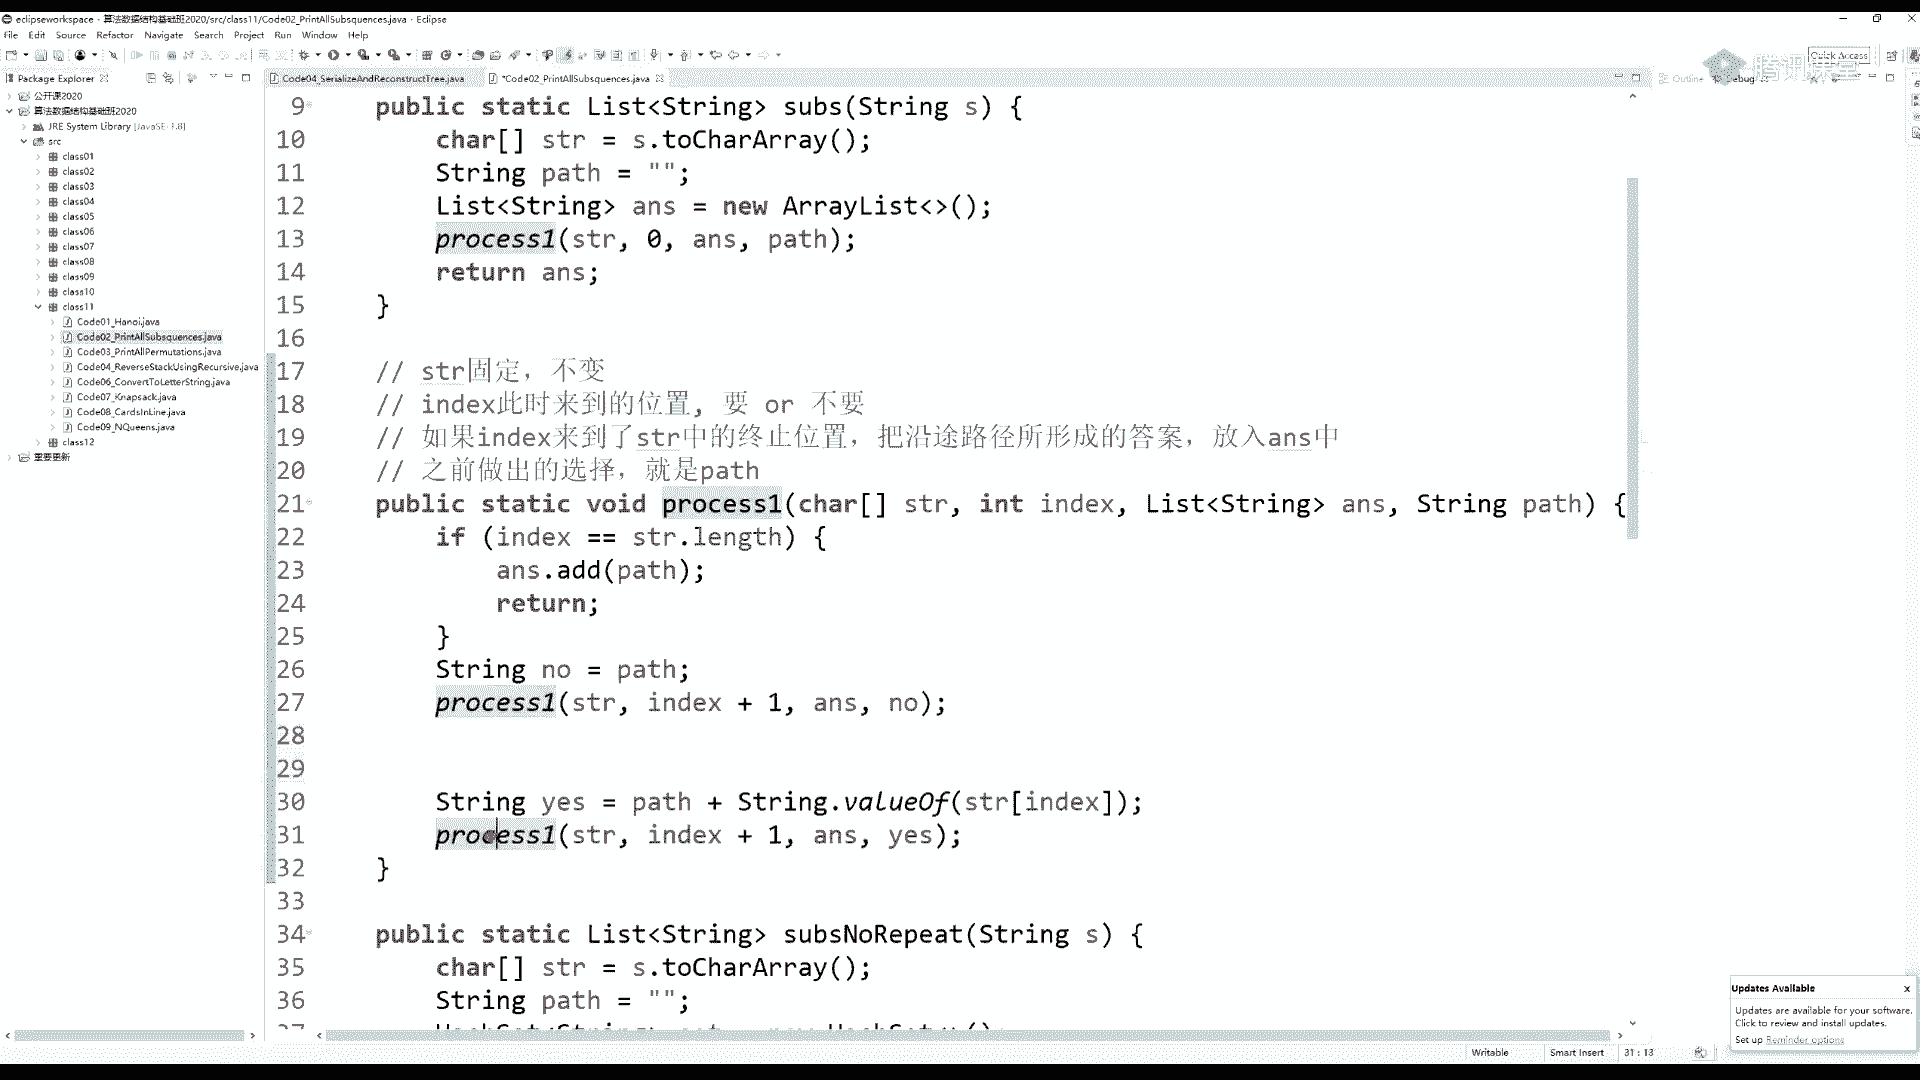 eclipseworkspace - 算法数据结构基础班2020/src/class11/Code02_PrintAllSubsquences.java - Eclipse
File Edit Source Refactor Navigate Search Project Run Window Help
Quick Access
腾讯课堂
Package Explorer
Code04_SerializeAndReconstructTree.java
*Code02_PrintAllSubsquences.java
Outline
Debug
公开课2020
算法数据结构基础班2020
JRE System Library [JavaSE-1.8]
src
class01
class02
class03
class04
class05
class06
class07
class08
class09
class10
class11
Code01_Hanoi.java
Code02_PrintAllSubsquences.java
Code03_PrintAllPermutations.java
Code04_ReverseStackUsingRecursive.java
Code06_ConvertToLetterString.java
Code07_Knapsack.java
Code08_CardsInLine.java
Code09_NQueens.java
class12
重要更新
9 public static List<String> subs(String s) {
10 char[] str = s.toCharArray();
11 String path = "";
12 List<String> ans = new ArrayList<>();
13 process1(str, 0, ans, path);
14 return ans;
15 }
16
17 // str固定，不变
18 // index此时来到的位置, 要 or 不要
19 // 如果index来到了str中的终止位置，把沿途路径所形成的答案，放入ans中
20 // 之前做出的选择，就是path
21 public static void process1(char[] str, int index, List<String> ans, String path) {
22 if (index == str.length) {
23 ans.add(path);
24 return;
25 }
26 String no = path;
27 process1(str, index + 1, ans, no);
28
29
30 String yes = path + String.valueOf(str[index]);
31 process1(str, index + 1, ans, yes);
32 }
33
34 public static List<String> subsNoRepeat(String s) {
35 char[] str = s.toCharArray();
36 String path = "";
Updates Available
Updates are available for your software.
Click to review and install updates.
Set up Reminder options
Writable Smart Insert 31 : 13